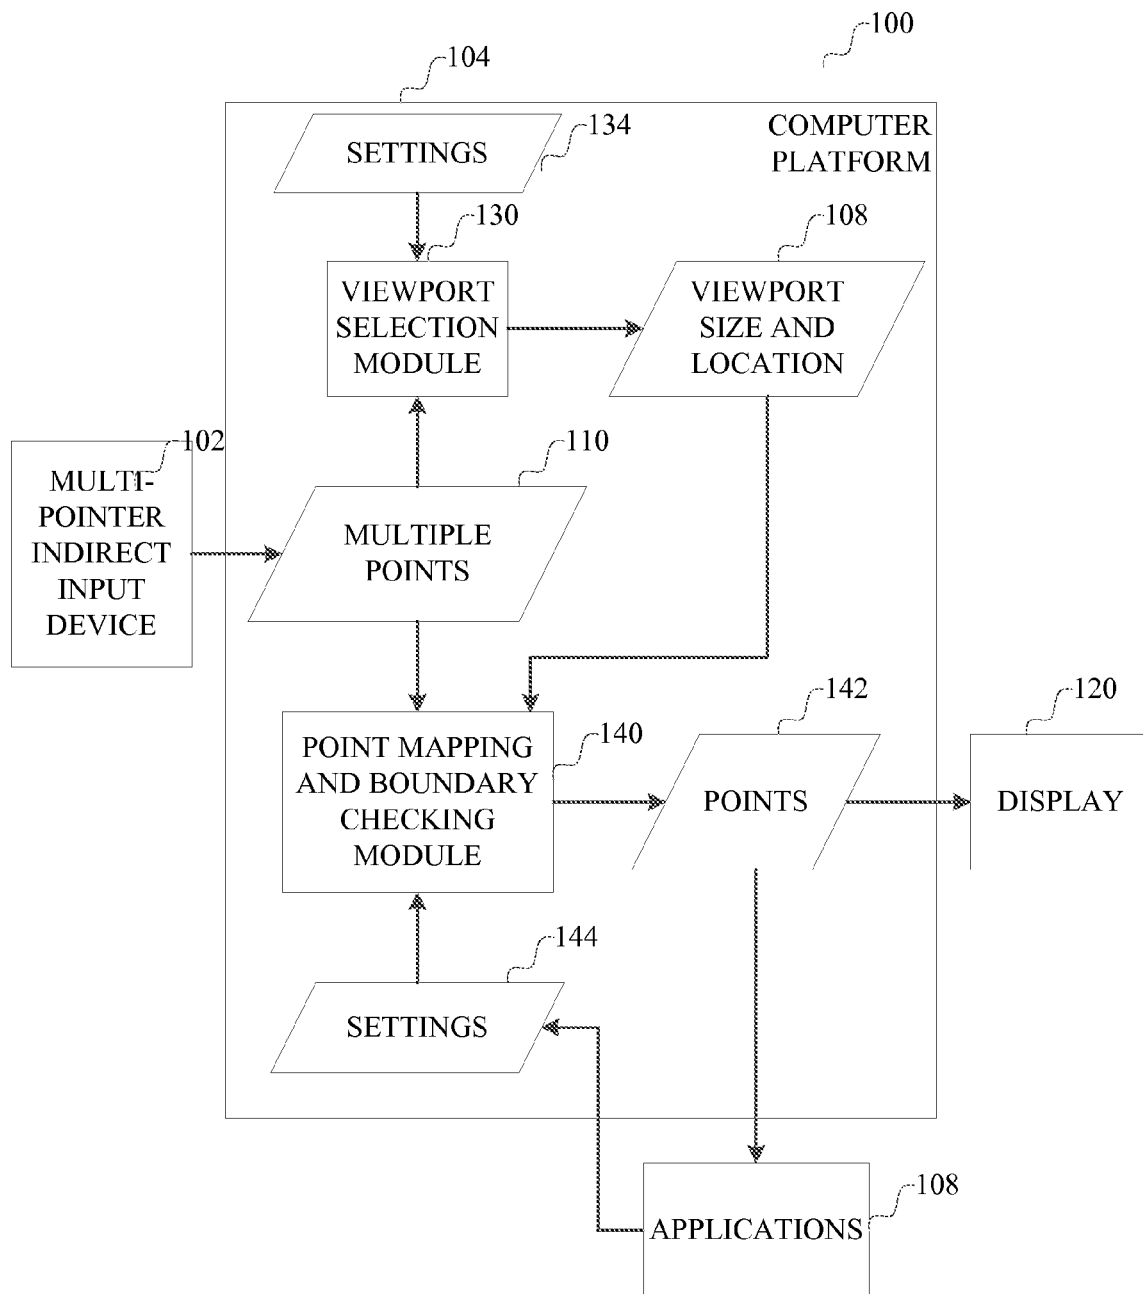 100
104
COMPUTER
PLATFORM
SETTINGS
134
130
108
VIEWPORT
SELECTION
MODULE
VIEWPORT
SIZE AND
LOCATION
102
MULTI-
POINTER
INDIRECT
INPUT
DEVICE
110
MULTIPLE
POINTS
142
120
POINT MAPPING
AND BOUNDARY
CHECKING
MODULE
140
POINTS
DISPLAY
144
SETTINGS
108
APPLICATIONS